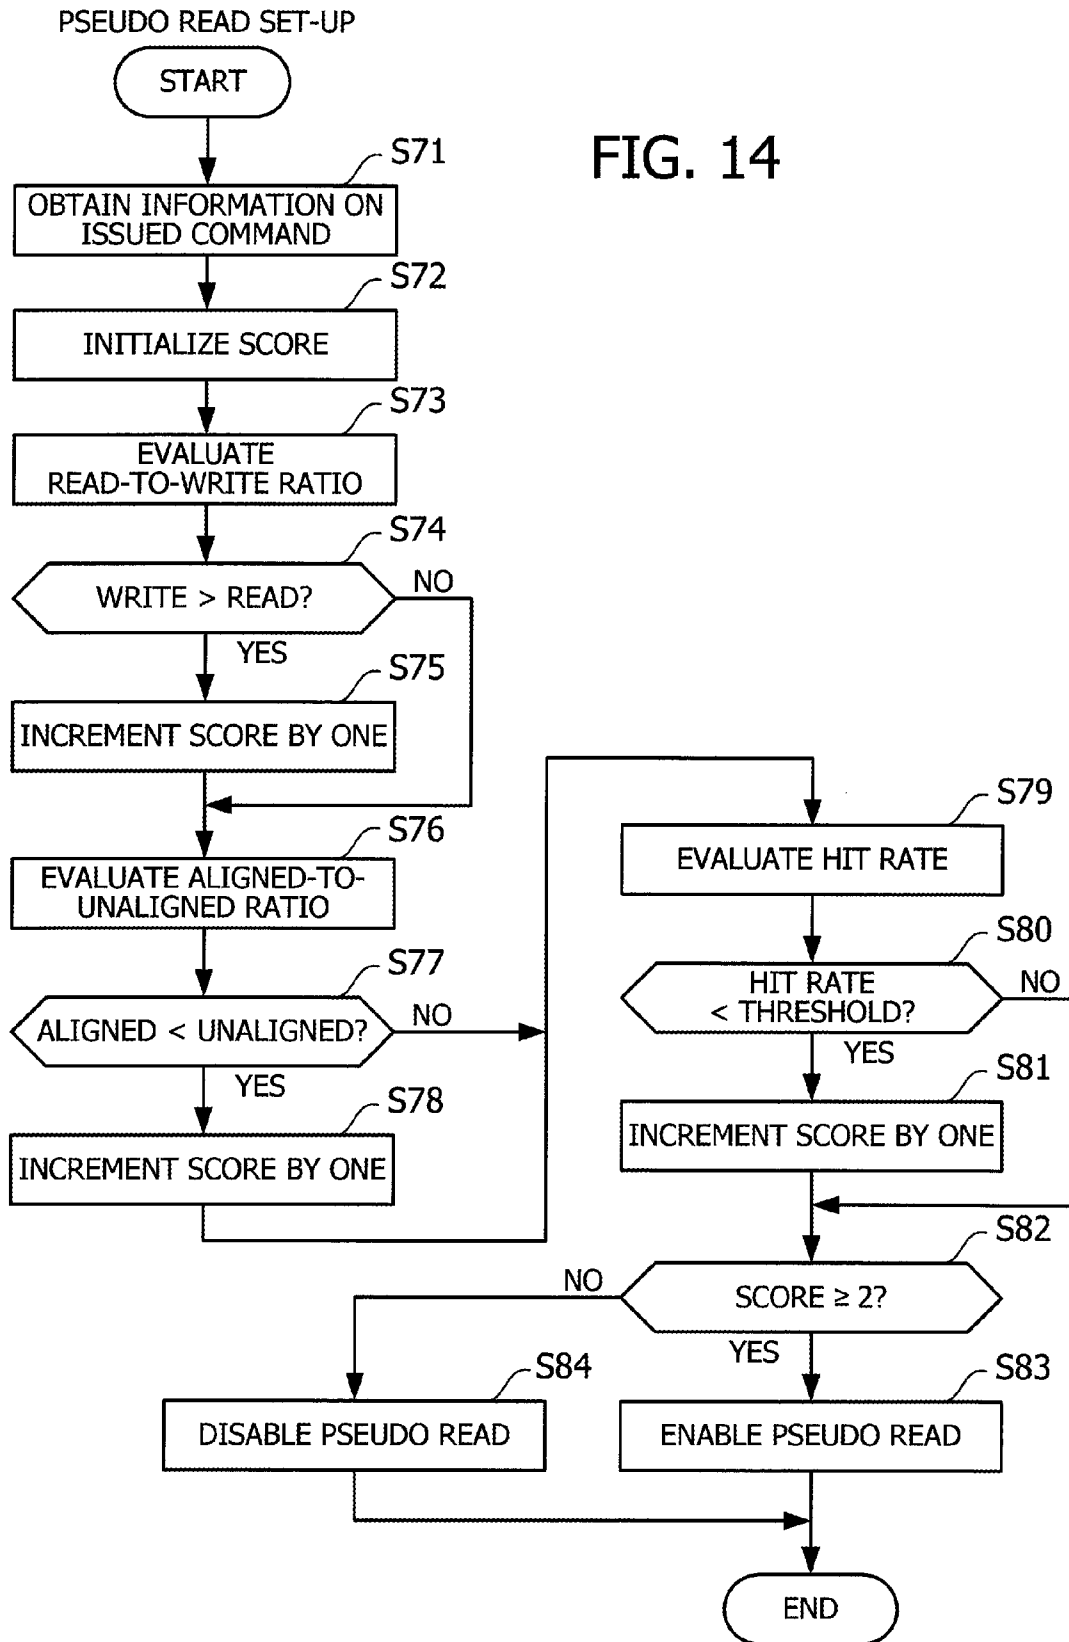 PSEUDO READ SET-UP
START
FIG. 14
S71
OBTAIN INFORMATION ON
ISSUED COMMAND
S72
INITIALIZE SCORE
S73
EVALUATE
READ-TO-WRITE RATIO
S74
WRITE > READ?
NO
YES
S75
INCREMENT SCORE BY ONE
S76
EVALUATE ALIGNED-TO-
UNALIGNED RATIO
S77
ALIGNED < UNALIGNED?
NO
YES
S78
INCREMENT SCORE BY ONE
S79
EVALUATE HIT RATE
S80
HIT RATE
< THRESHOLD?
NO
YES
S81
INCREMENT SCORE BY ONE
S82
SCORE ≥ 2?
NO
YES
S84
DISABLE PSEUDO READ
S83
ENABLE PSEUDO READ
END